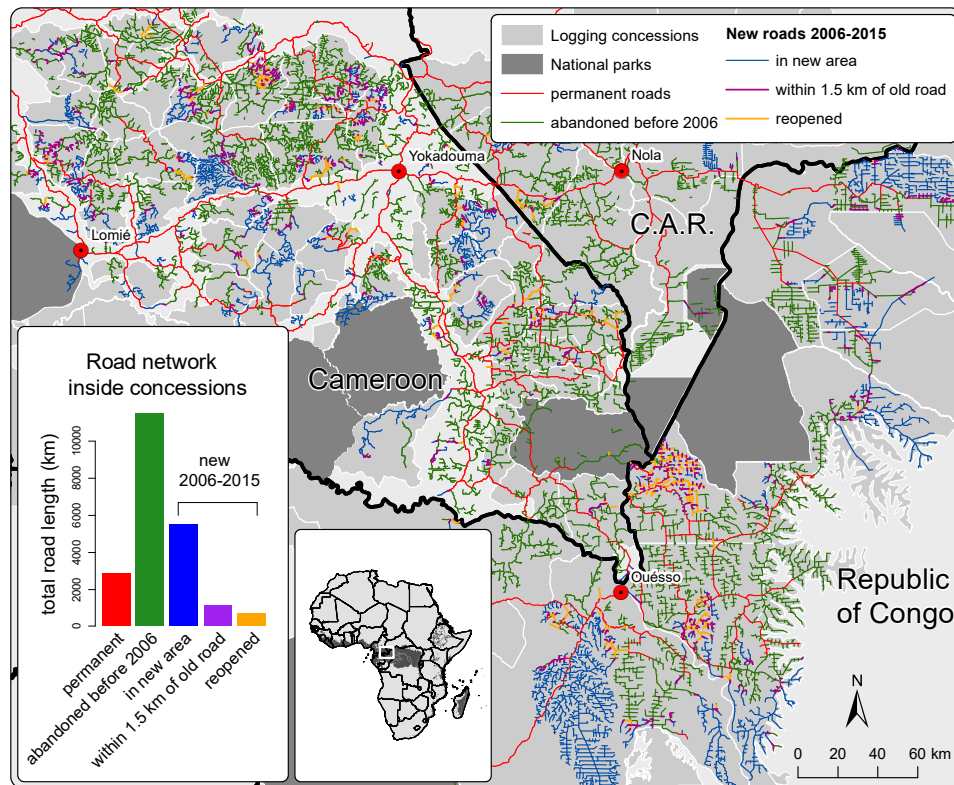 Logging concessions
National parks
permanent roads
abandoned before 2006
New roads 2006-2015
in new area
within 1.5 km of old road
reopened
Yokadouma
Nola
C.A.R.
Lomié
Cameroon
Ouésso
Republic
of Congo
Road network
inside concessions
total road length (km)
10000
8000
6000
4000
2000
0
new
2006-2015
permanent
abandoned before 2006
in new area
within 1.5 km of old road
reopened
N
0 20 40 60 km